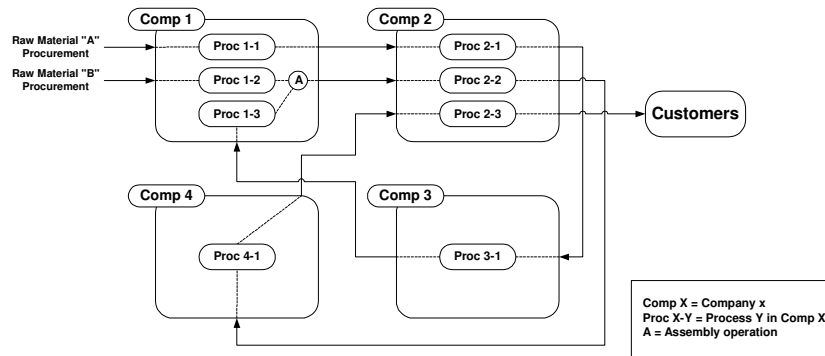 Comp 1
Comp 2
Raw Material "A"
Procurement
Proc 1-1
Proc 2-1
Raw Material "B"
Procurement
Proc 1-2
A
Proc 2-2
Proc 1-3
Proc 2-3
Customers
Comp 4
Comp 3
Proc 4-1
Proc 3-1
Comp X = Company x
Proc X-Y = Process Y in Comp X
A = Assembly operation